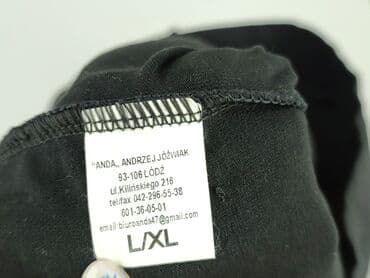 "ANDA,, ANDRZEJ JÓŹWIAK
93-106 ŁÓDŹ
ul.Kilińskiego 216
tel/fax 042-296-55-38
601-36-05-01
email:biuroanda47@gmail.com
L/XL